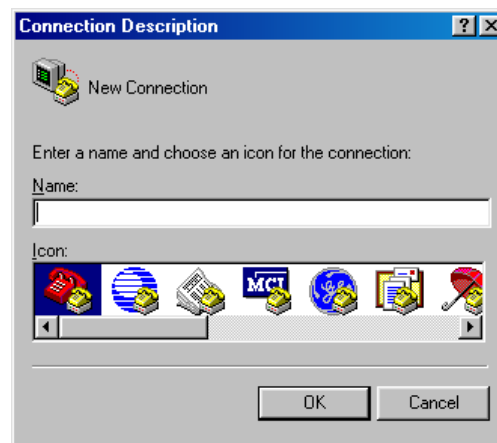 Connection Description
New Connection
Enter a name and choose an icon for the connection:
Name:
Icon:
MCI
OK
Cancel